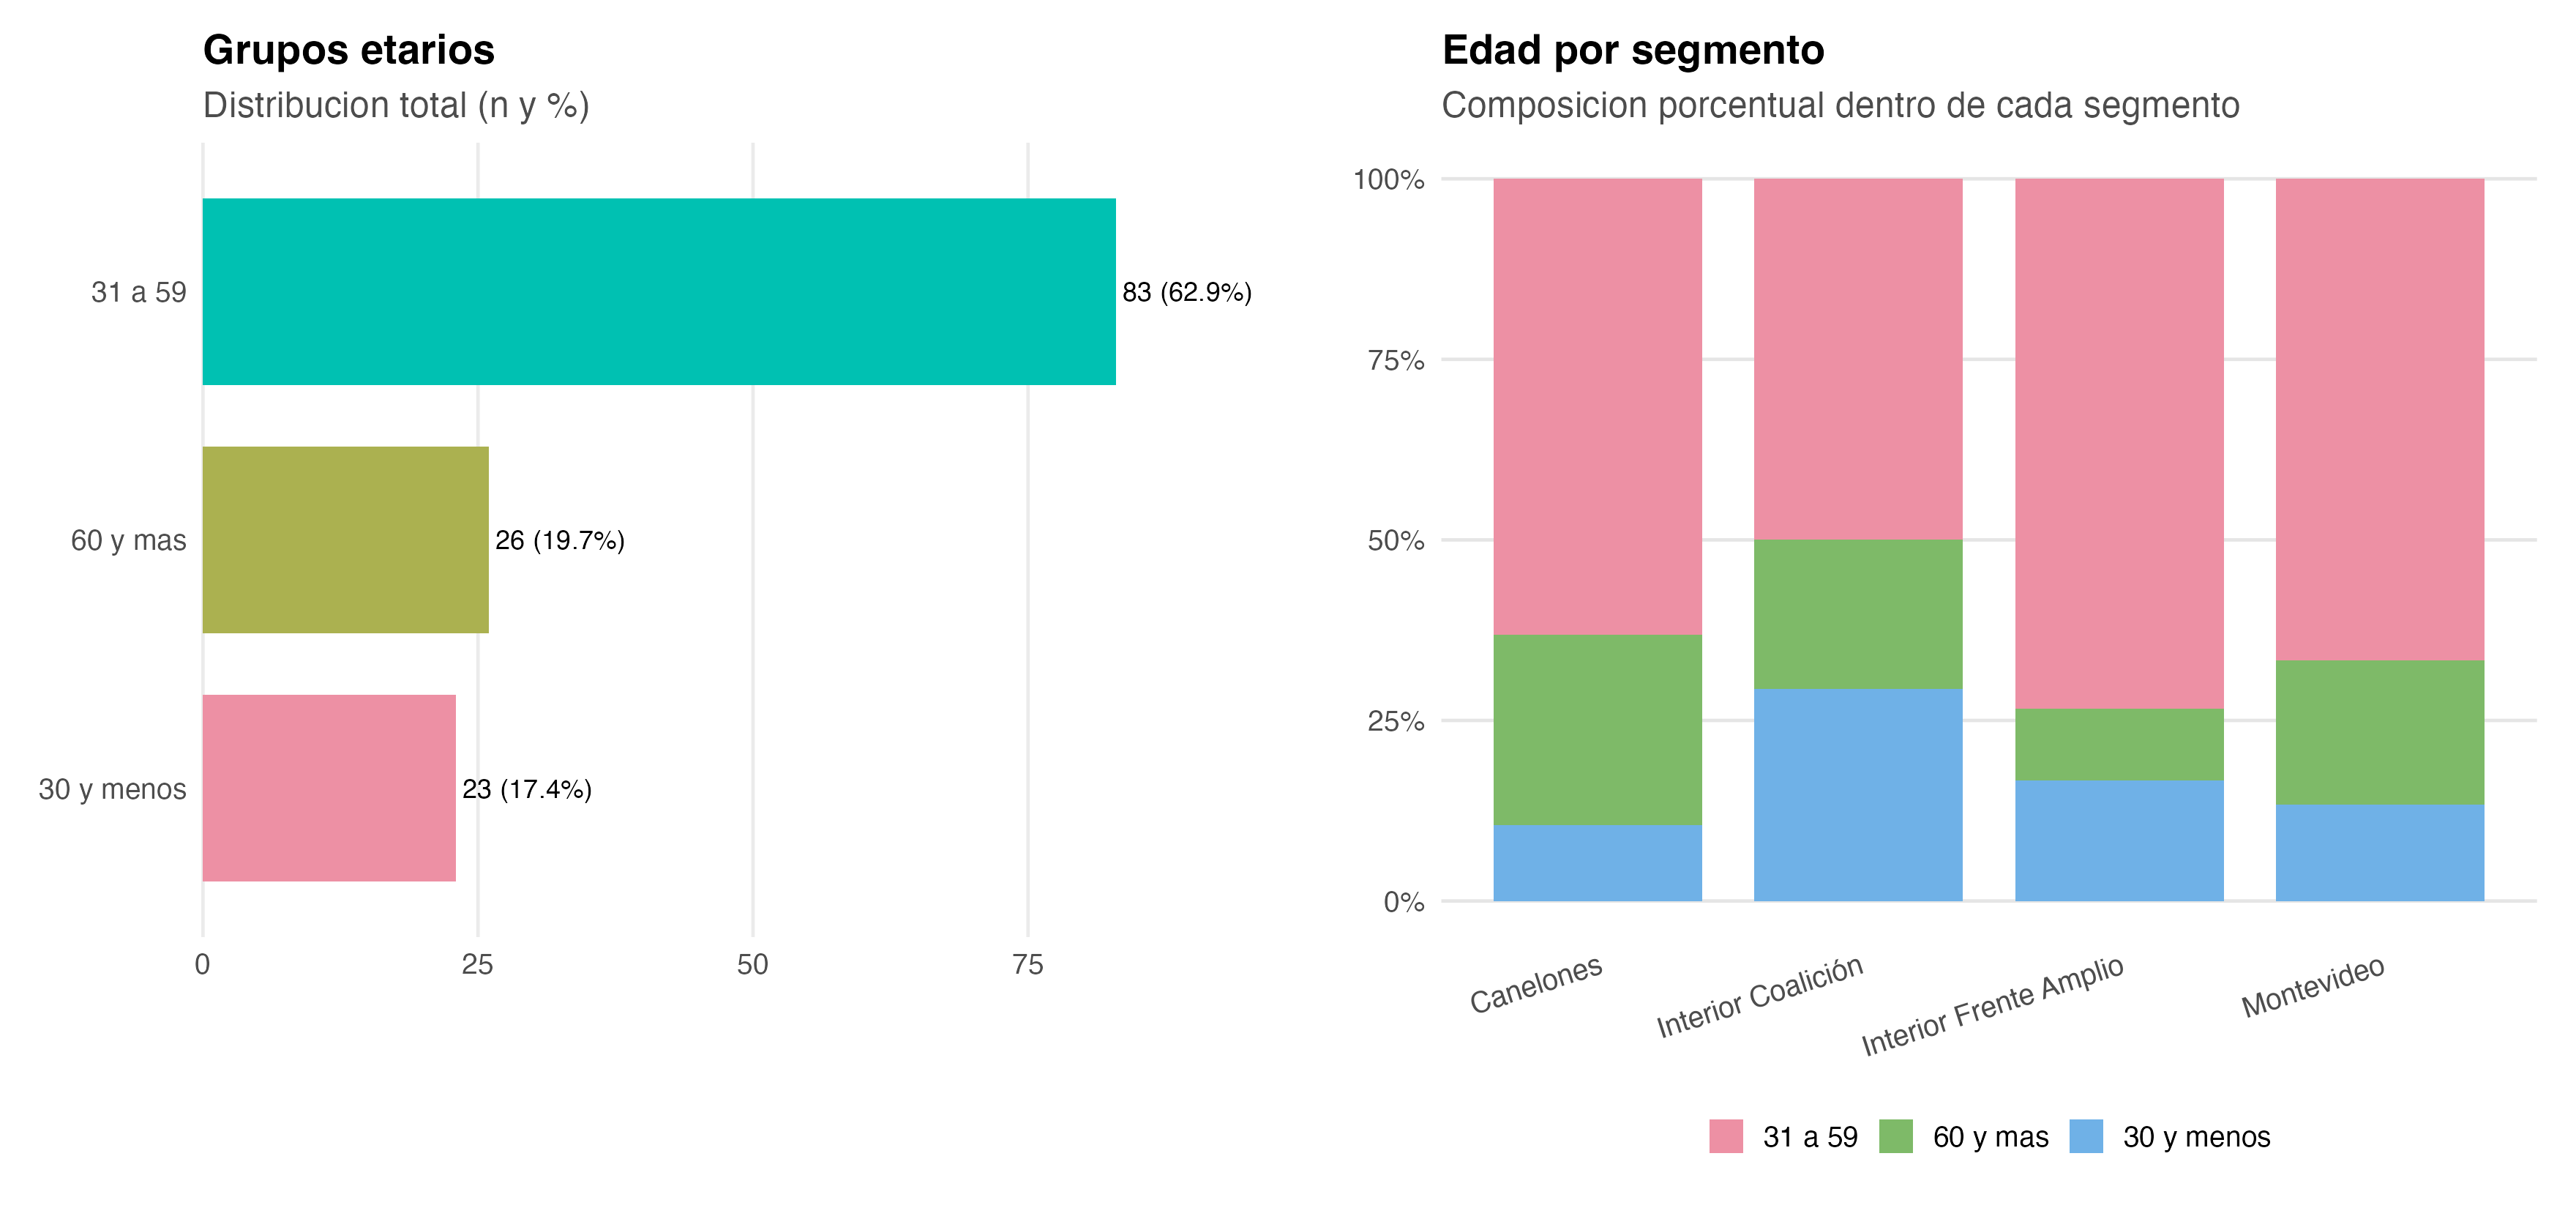 Grupos etarios
Distribucion total (n y %)
31 a 59
83 (62.9%)
60 y mas
26 (19.7%)
30 y menos
23 (17.4%)
0
25
50
75
Edad por segmento
Composicion porcentual dentro de cada segmento
100%
75%
50%
25%
0%
Canelones
Interior Coalición
Interior Frente Amplio
Montevideo
31 a 59
60 y mas
30 y menos